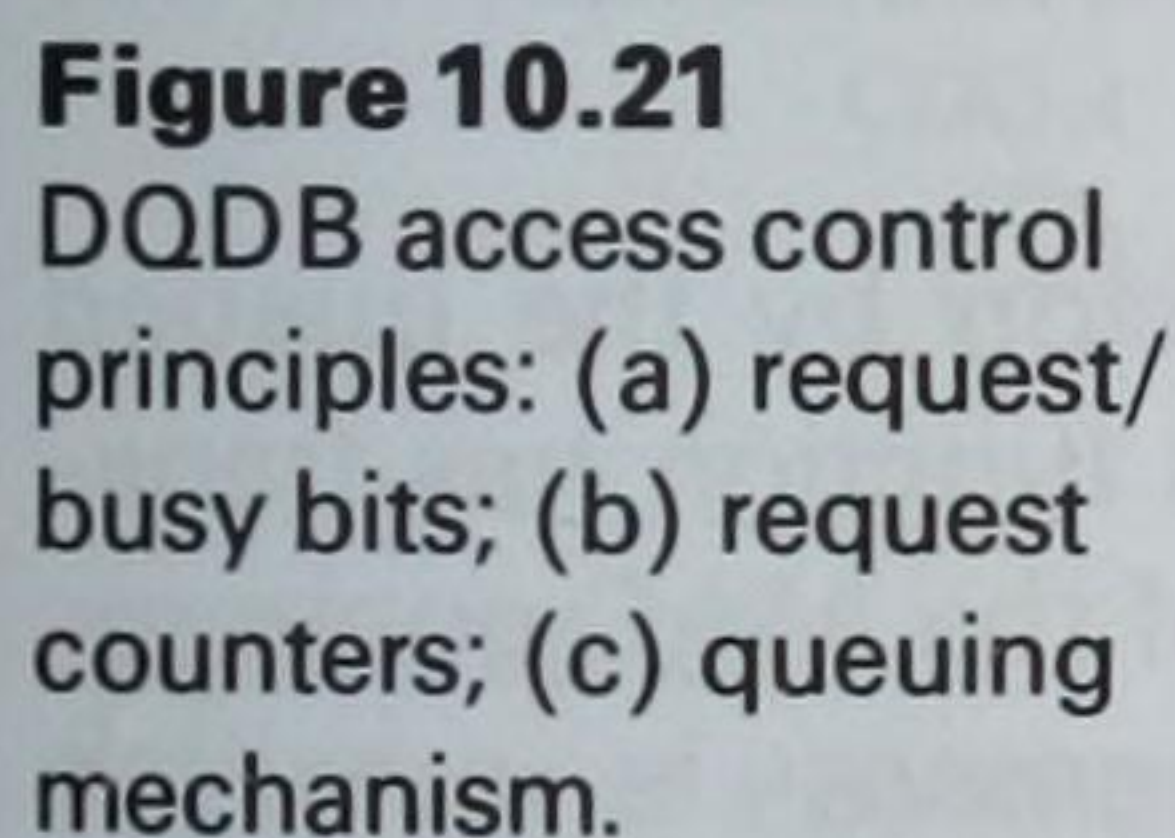 Figure 10.21
DQDB access control
principles: (a) request/
busy bits; (b) request
counters; (c) queuing
mechanism.